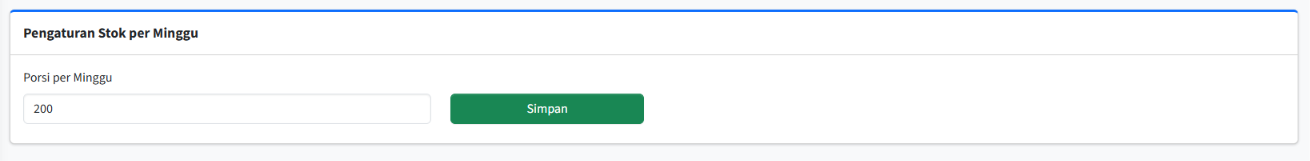 Pengaturan Stok per Minggu
Porsi per Minggu
200
Simpan